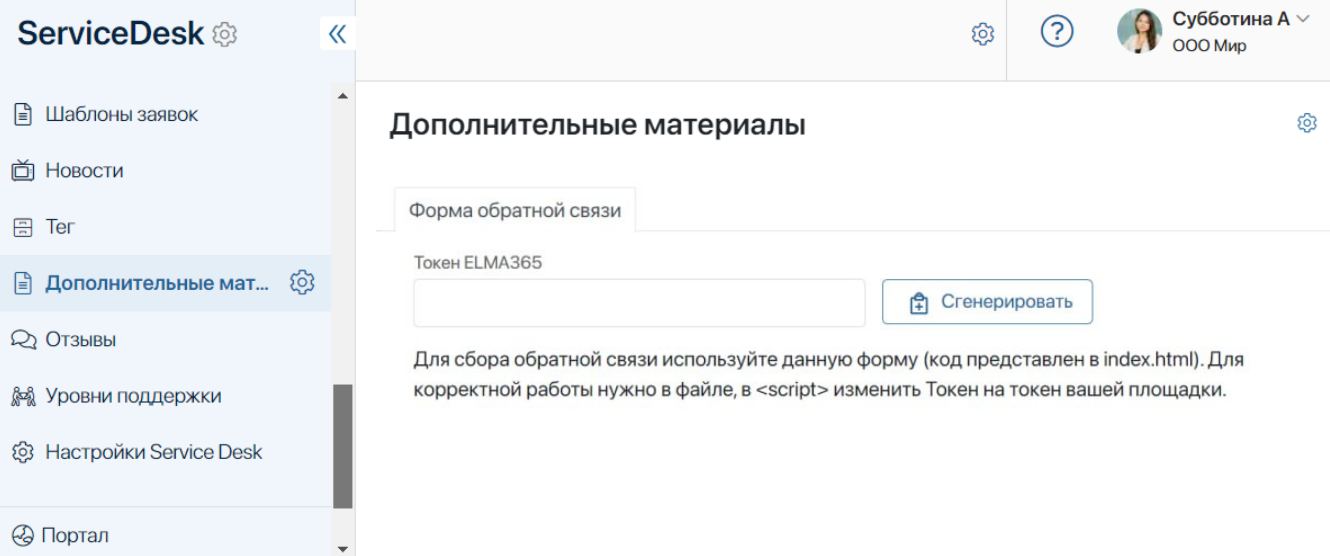 ServiceDesk
Субботина А
ООО Мир
Шаблоны заявок
Новости
Тег
Дополнительные мат...
Отзывы
Уровни поддержки
Настройки Service Desk
Портал
Дополнительные материалы
Форма обратной связи
Токен ELMA365
Сгенерировать
Для сбора обратной связи используйте данную форму (код представлен в index.html). Для
корректной работы нужно в файле, в <script> изменить Токен на токен вашей площадки.